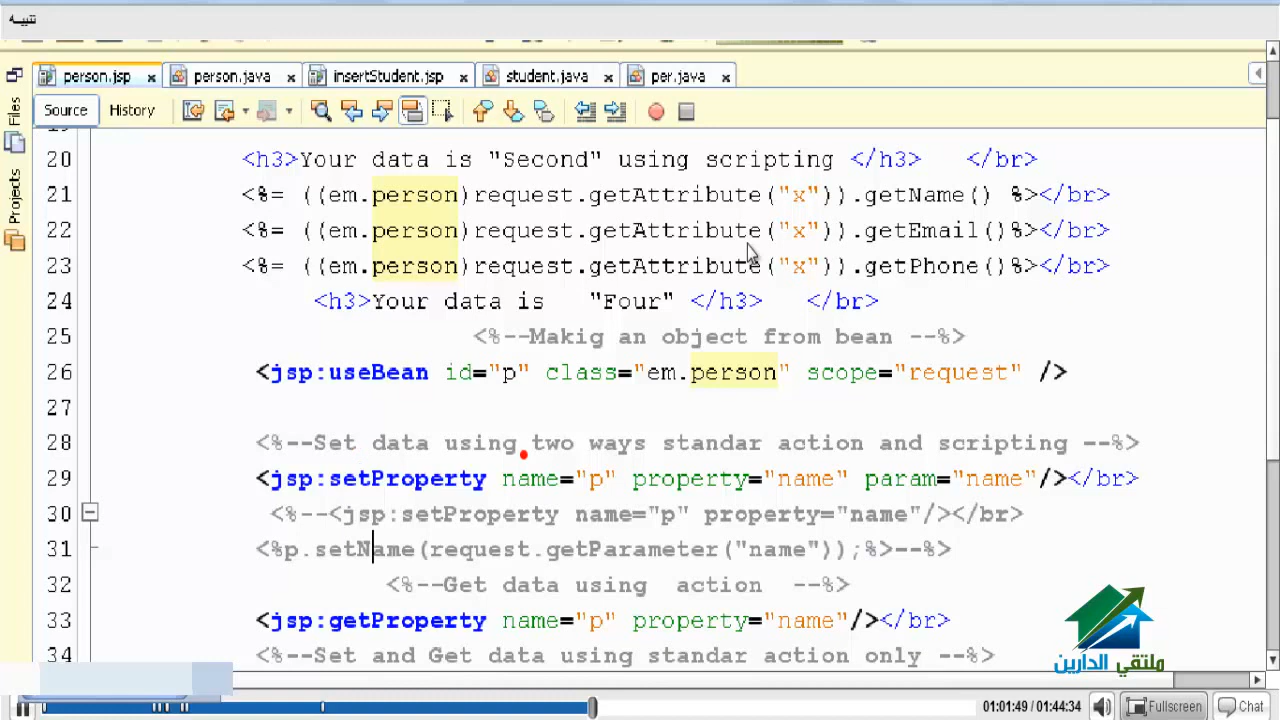 تنبيه
person.jsp person.java insertStudent.jsp student.java per.java
Source History
Files
Projects
20 <h3>Your data is "Second" using scripting </h3> </br>
21 <%= ((em.person)request.getAttribute("x")).getName() %></br>
22 <%= ((em.person)request.getAttribute("x")).getEmail()%></br>
23 <%= ((em.person)request.getAttribute("x")).getPhone()%></br>
24 <h3>Your data is "Four" </h3> </br>
25 <%--Makig an object from bean --%>
26 <jsp:useBean id="p" class="em.person" scope="request" />
27
28 <%--Set data using two ways standar action and scripting --%>
29 <jsp:setProperty name="p" property="name" param="name"/></br>
30 <%--<jsp:setProperty name="p" property="name"/></br>
31 <%p.setName(request.getParameter("name"));%>--%>
32 <%--Get data using action --%>
33 <jsp:getProperty name="p" property="name"/></br>
34 <%--Set and Get data using standar action only --%>
ملتقي الدارين
01:01:49 / 01:44:34 Fullscreen Chat